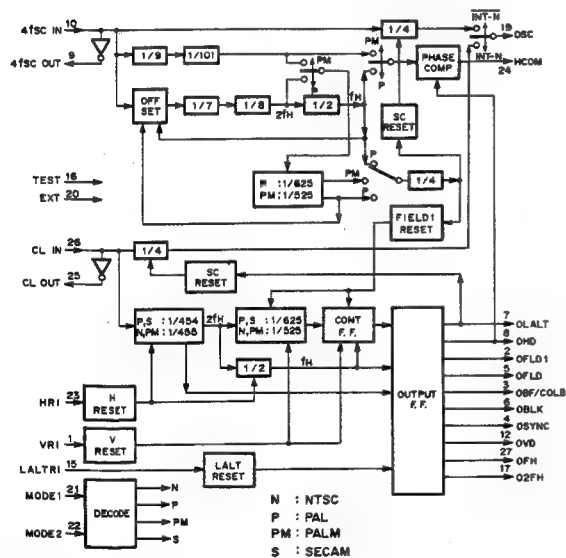 4fSC IN 10
4fSC OUT 9
1/9
1/101
OFF SET
1/7
1/8
2fH
1/2
fH
PM
P
PM
P
1/4
INT-N
INT-N
19 OSC
PHASE COMP
HCOM
24
SC RESET
P
PM
P
1/4
: 1/625
PM : 1/525
FIELD1 RESET
TEST 16
EXT 20
CL IN 26
CL OUT 25
1/4
SC RESET
P,S : 1/454
N,PM : 1/455
2fH
P,S : 1/625
N,PM : 1/525
CONT F.F.
1/2
fH
OUTPUT F.F.
7 OLALT
8 OHD
2 OFLD1
5 OFLD
3 OBF/COLB
6 OBLK
4 OSYNC
12 OVD
27 OFH
17 O2FH
HRI 23
H RESET
VRI 1
V RESET
LALTRI 15
LALT RESET
MODE1 21
MODE2 22
DECODE
N
P
PM
S
N : NTSC
P : PAL
PM : PALM
S : SECAM